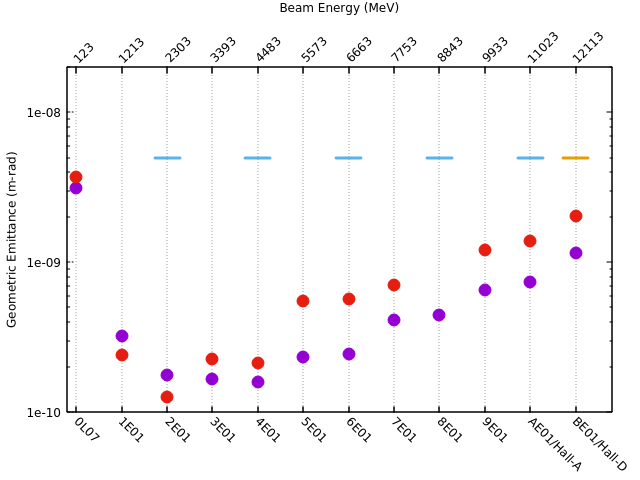 Beam Energy (MeV)
123 1213 2303 3393 4483 5573 6663 7753 8843 9933 11023 12113
1e-08
1e-09
1e-10
Geometric Emittance (m-rad)
0L07 1E01 2E01 3E01 4E01 5E01 6E01 7E01 8E01 9E01 AE01/Hall-A BE01/Hall-D